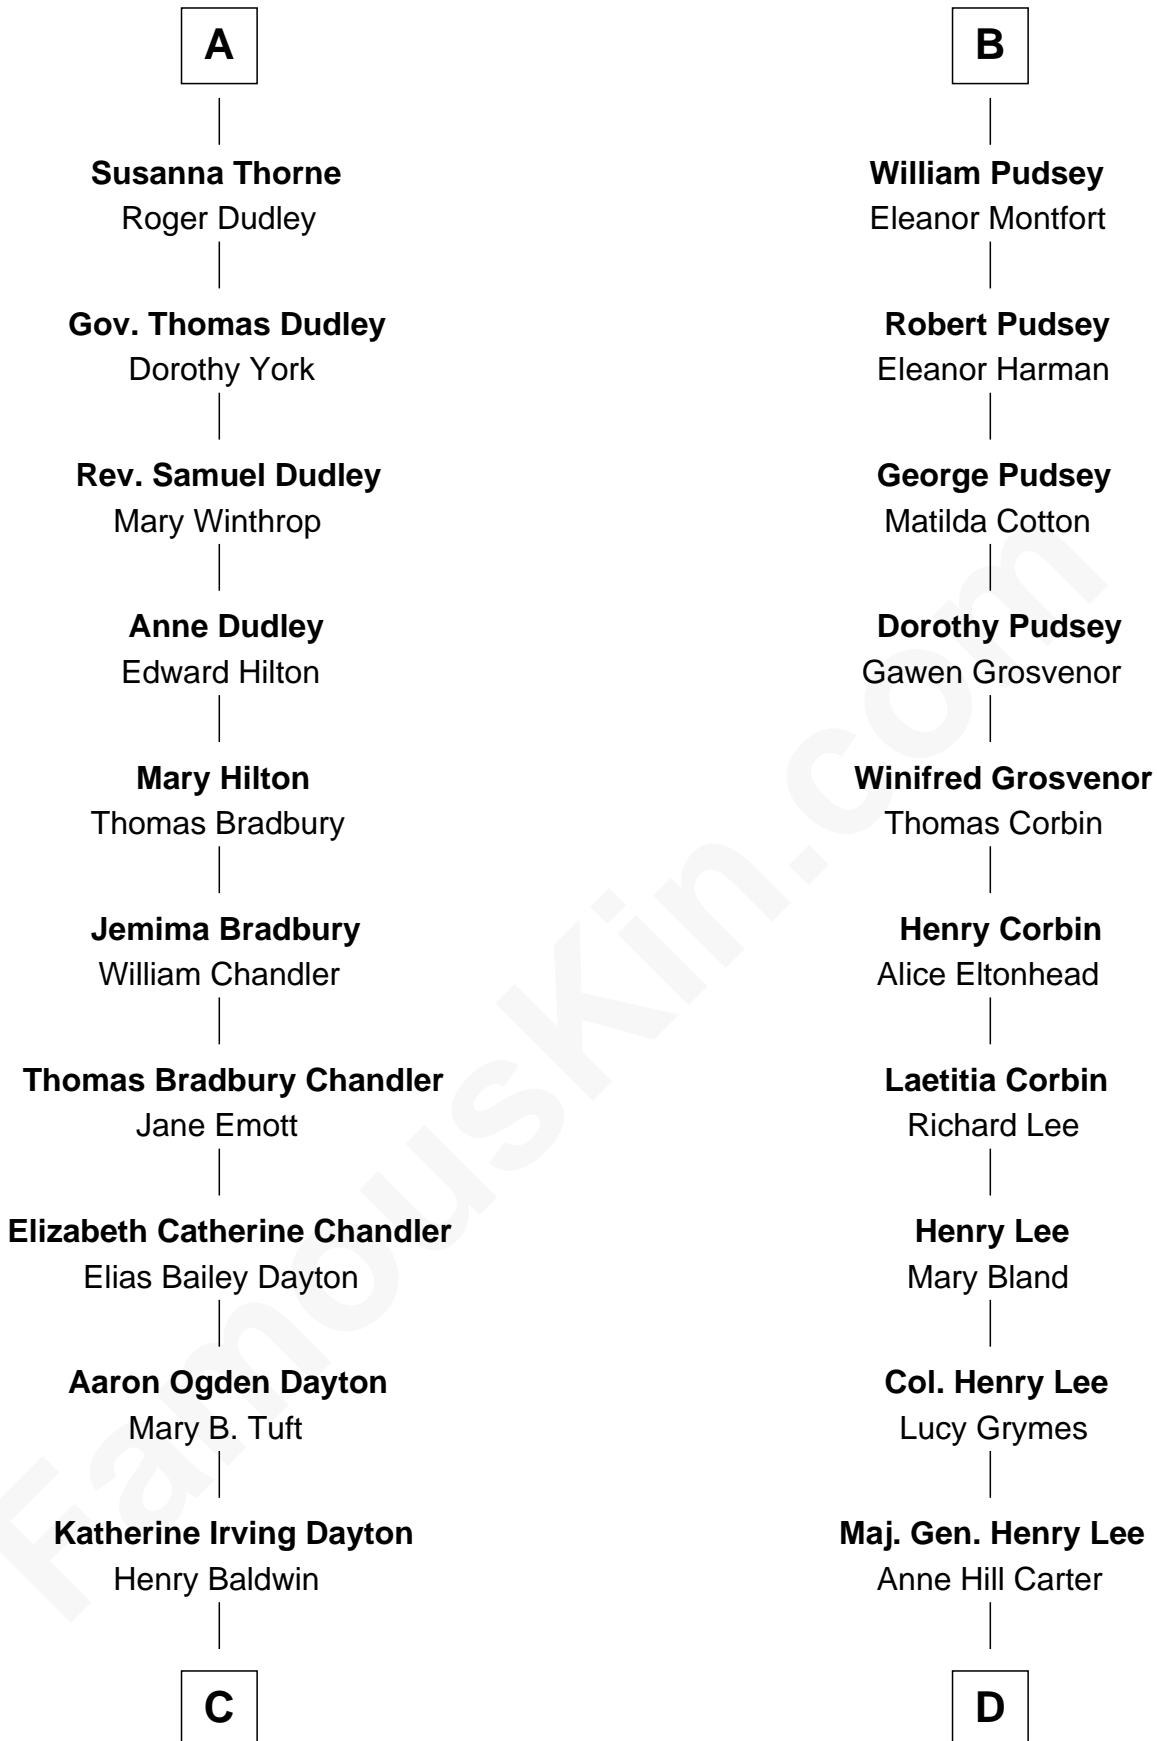 A
Susanna Thorne
Roger Dudley
Gov. Thomas Dudley
Dorothy York
Rev. Samuel Dudley
Mary Winthrop
Anne Dudley
Edward Hilton
Mary Hilton
Thomas Bradbury
Jemima Bradbury
William Chandler
Thomas Bradbury Chandler
Jane Emott
Elizabeth Catherine Chandler
Elias Bailey Dayton
Aaron Ogden Dayton
Mary B. Tuft
Katherine Irving Dayton
Henry Baldwin
C
B
William Pudsey
Eleanor Montfort
Robert Pudsey
Eleanor Harman
George Pudsey
Matilda Cotton
Dorothy Pudsey
Gawen Grosvenor
Winifred Grosvenor
Thomas Corbin
Henry Corbin
Alice Eltonhead
Laetitia Corbin
Richard Lee
Henry Lee
Mary Bland
Col. Henry Lee
Lucy Grymes
Maj. Gen. Henry Lee
Anne Hill Carter
D
FamousKin.com